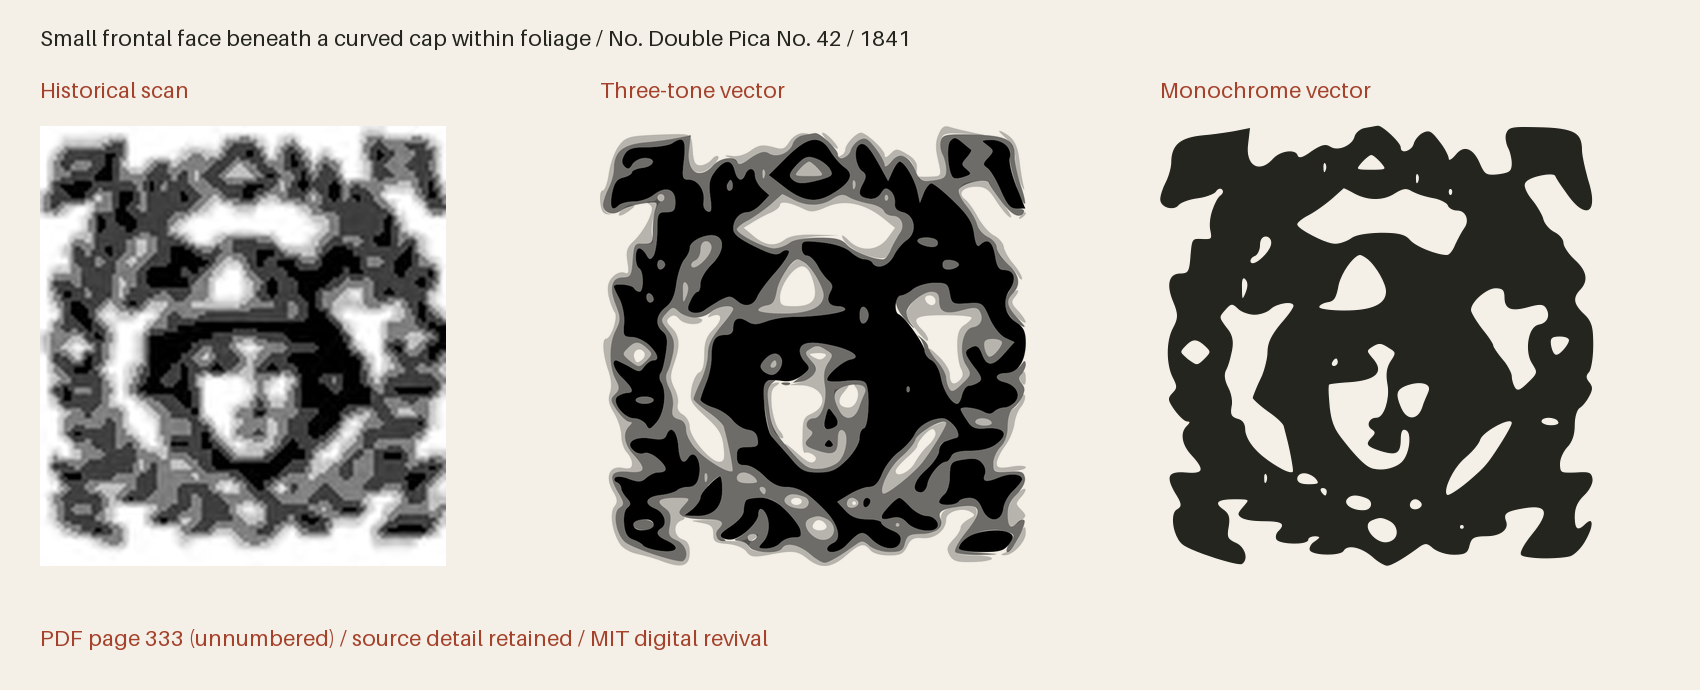 Small frontal face beneath a curved cap within foliage / No. Double Pica No. 42 / 1841
Historical scan
Three-tone vector
Monochrome vector
PDF page 333 (unnumbered) / source detail retained / MIT digital revival